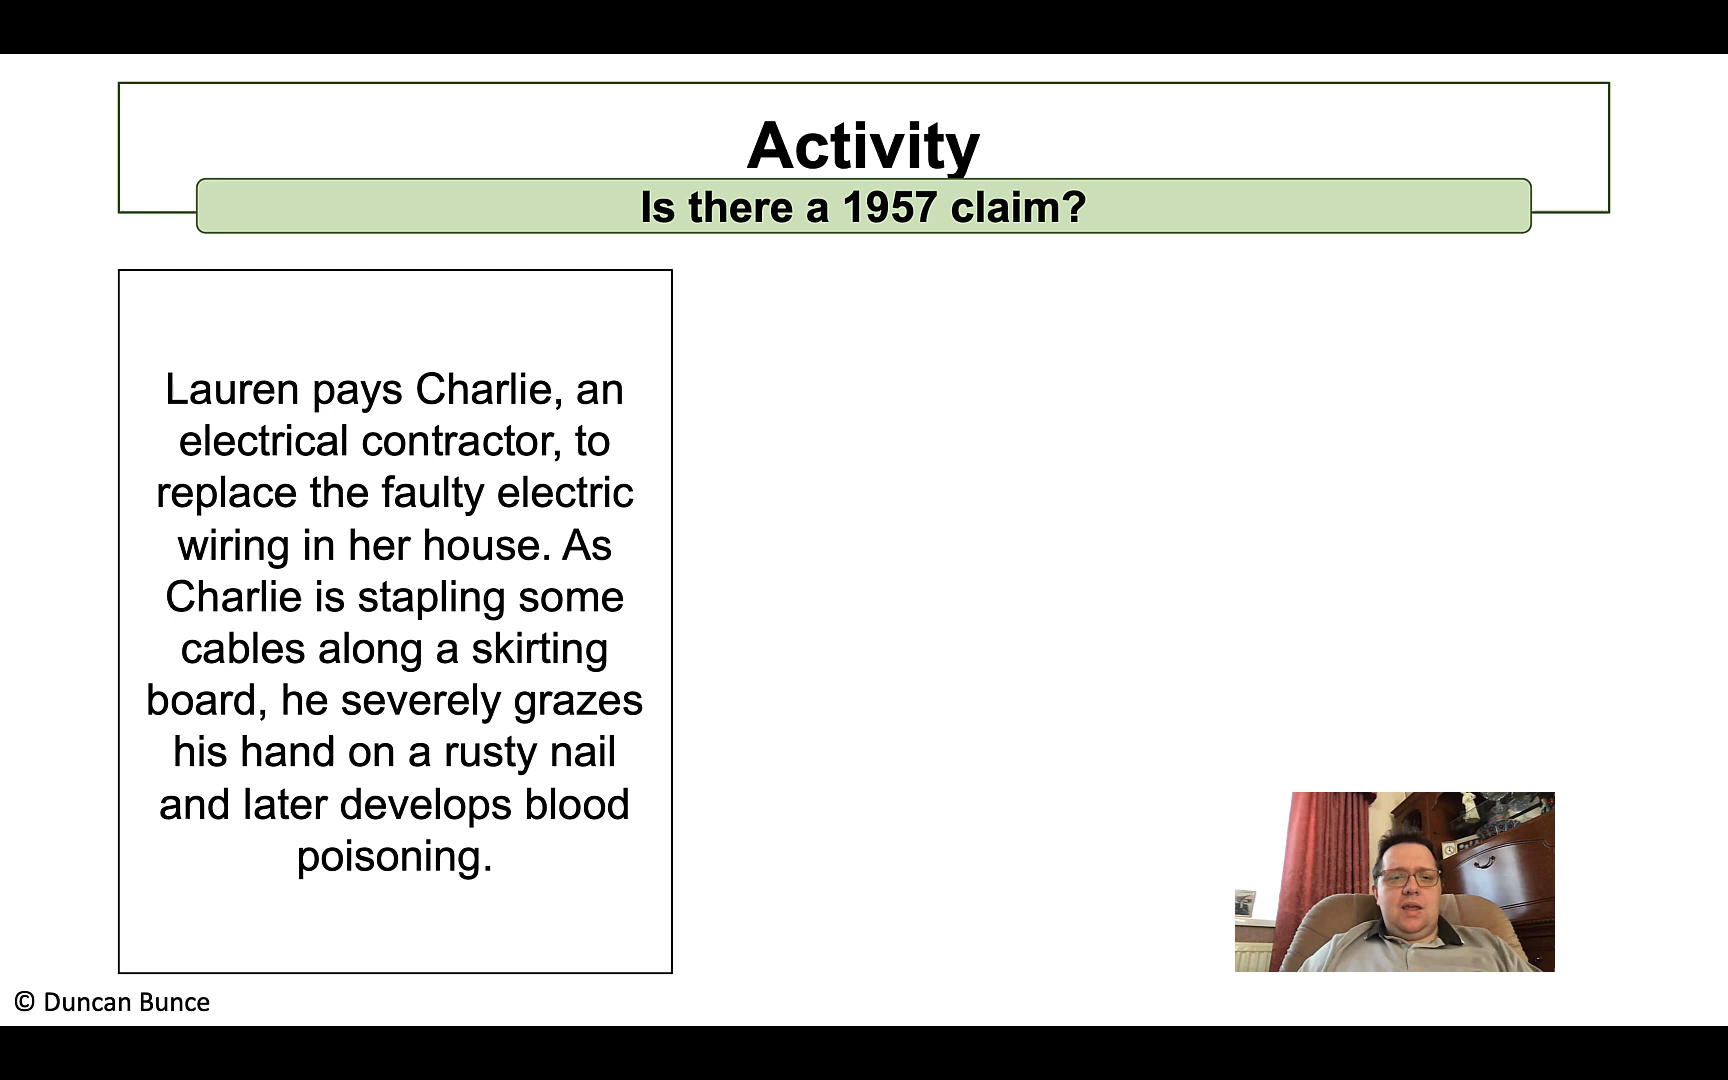 Activity
Is there a 1957 claim?
Lauren pays Charlie, an
electrical contractor, to
replace the faulty electric
wiring in her house. As
Charlie is stapling some
cables along a skirting
board, he severely grazes
his hand on a rusty nail
and later develops blood
poisoning.
© Duncan Bunce